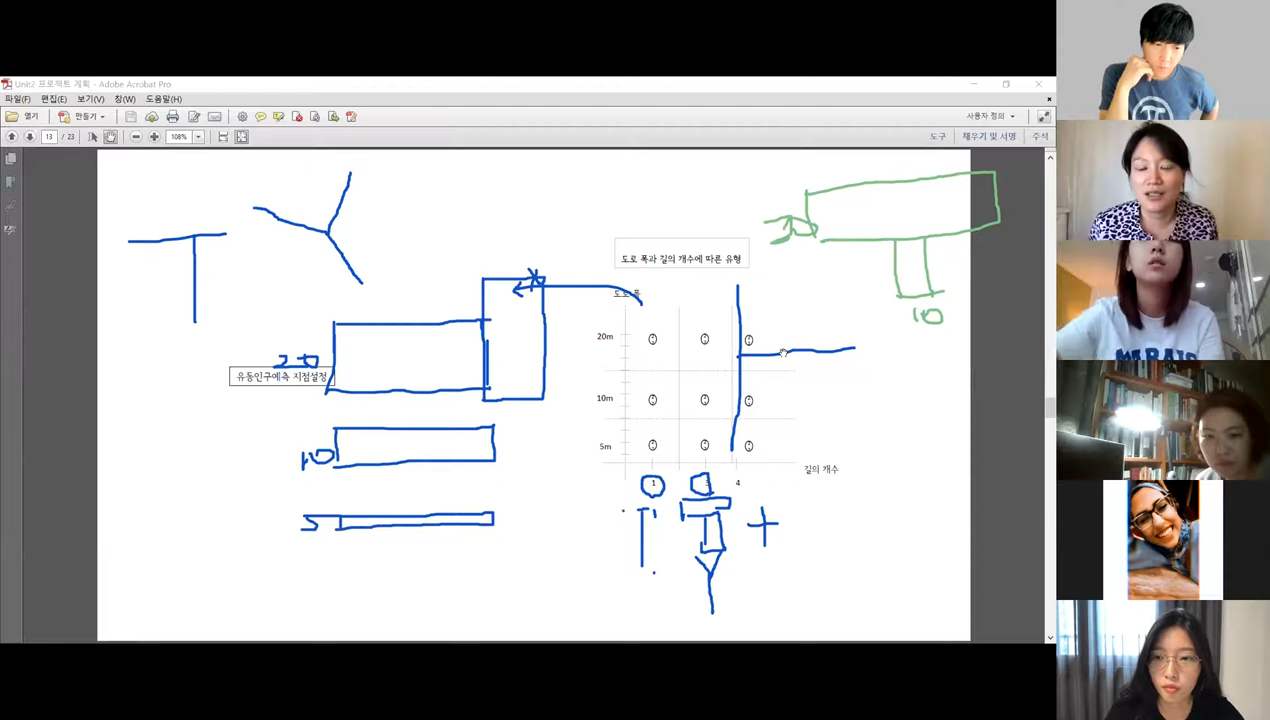 Unit2 프로젝트 계획 - Adobe Acrobat Pro
파일(F) 편집(E) 보기(V) 창(W) 도움말(H)
열기 만들기 사용자 정의
13 / 23 108% 도구 채우기 및 서명 주석
20
도로 폭과 길의 개수에 따른 유형
10
도로 폭
20m
20
유동인구예측 지점설정
10m
10
5m
길의 개수
1 3 4
5
MARAIS